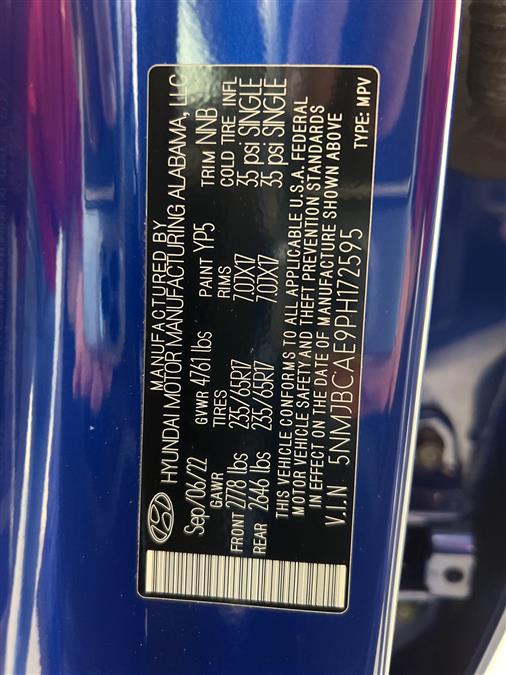 MANUFACTURED BY
HYUNDAI MOTOR MANUFACTURING ALABAMA, LLC
Sep/06/22 GVWR 4761 lbs PAINT YP5 TRIM NNB
GAWR TIRES RIMS COLD TIRE INFL
FRONT 2778 lbs 235/65R17 7.0JX17 35 psi SINGLE
REAR 2646 lbs 235/65R17 7.0JX17 35 psi SINGLE
THIS VEHICLE CONFORMS TO ALL APPLICABLE U.S.A. FEDERAL
MOTOR VEHICLE SAFETY AND THEFT PREVENTION STANDARDS
IN EFFECT ON THE DATE OF MANUFACTURE SHOWN ABOVE
V.I.N 5NMJBCAE9PH172595 TYPE: MPV